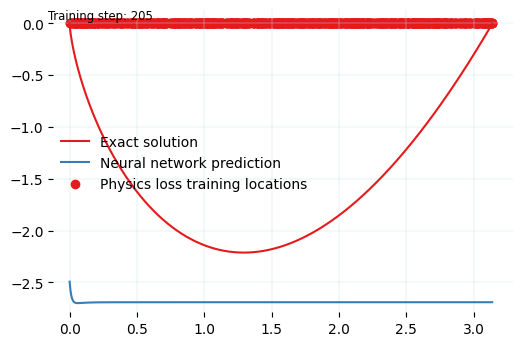 Training step: 205
0.0
−0.5
−1.0
−1.5
−2.0
−2.5
Exact solution
Neural network prediction
Physics loss training locations
0.0 0.5 1.0 1.5 2.0 2.5 3.0